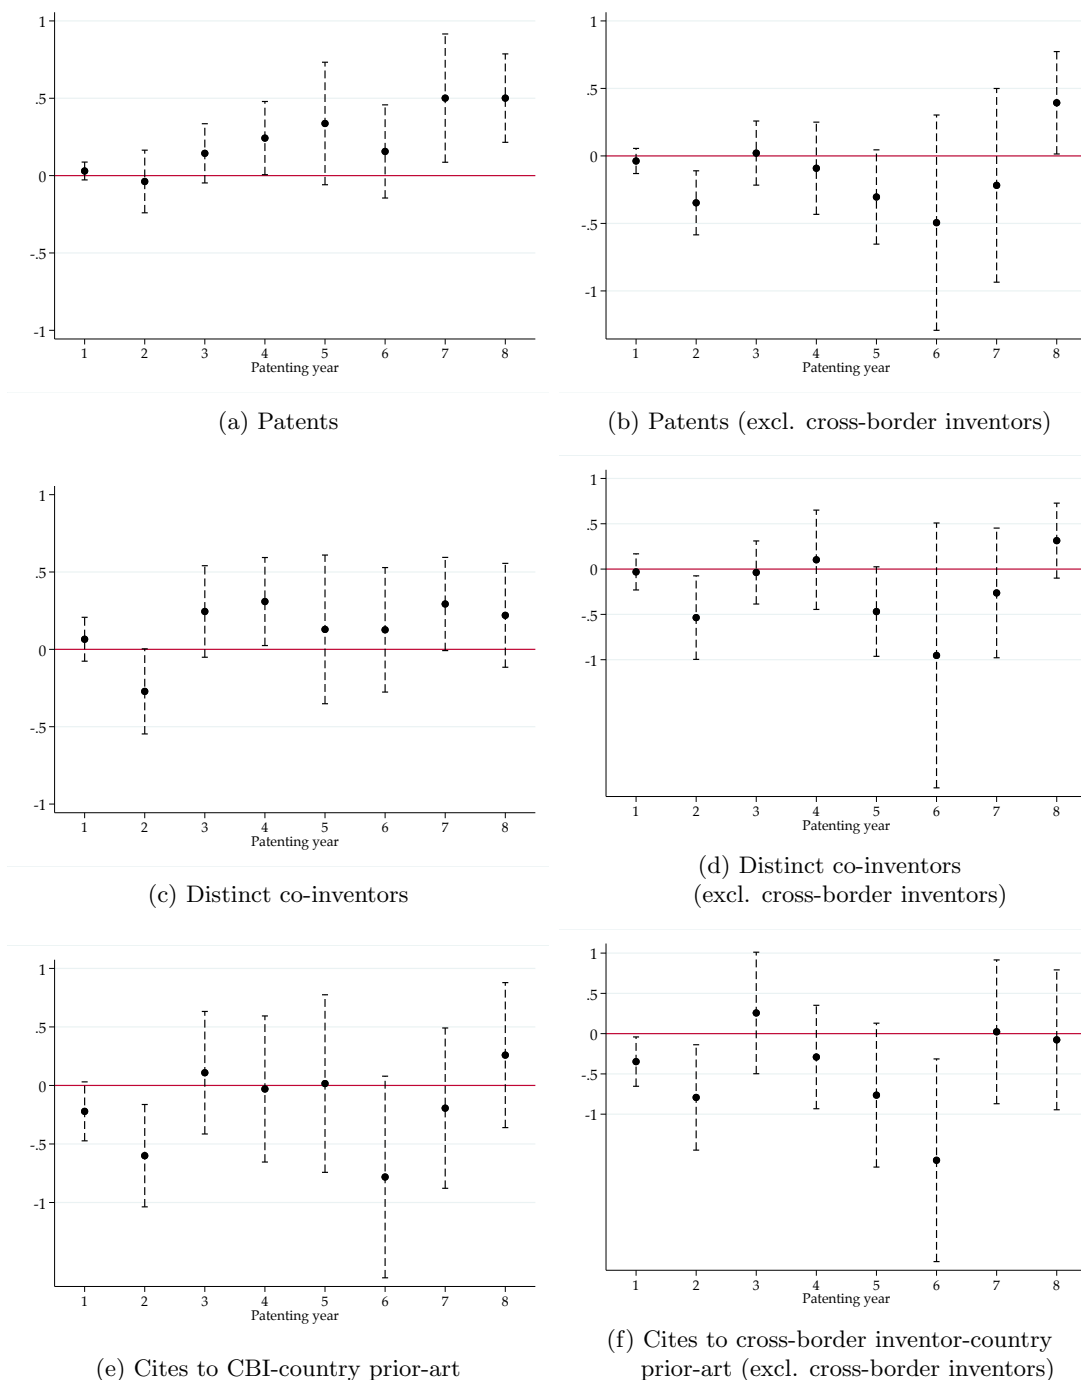 1
.5
0
-.5
-1
1 2 3 4 5 6 7 8
Patenting year
(a) Patents
1
.5
0
-.5
-1
1 2 3 4 5 6 7 8
Patenting year
(b) Patents (excl. cross-border inventors)
1
.5
0
-.5
-1
1 2 3 4 5 6 7 8
Patenting year
(c) Distinct co-inventors
1
.5
0
-.5
-1
1 2 3 4 5 6 7 8
Patenting year
(d) Distinct co-inventors
(excl. cross-border inventors)
1
.5
0
-.5
-1
1 2 3 4 5 6 7 8
Patenting year
(e) Cites to CBI-country prior-art
1
.5
0
-.5
-1
1 2 3 4 5 6 7 8
Patenting year
(f) Cites to cross-border inventor-country
prior-art (excl. cross-border inventors)